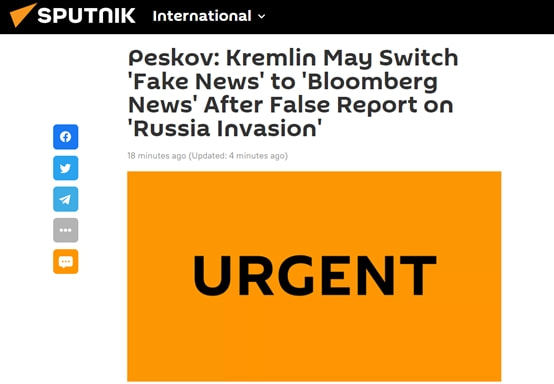 SPUTNIK International
Peskov: Kremlin May Switch
'Fake News' to 'Bloomberg
News' After False Report on
'Russia Invasion'
18 minutes ago (Updated: 4 minutes ago)
URGENT